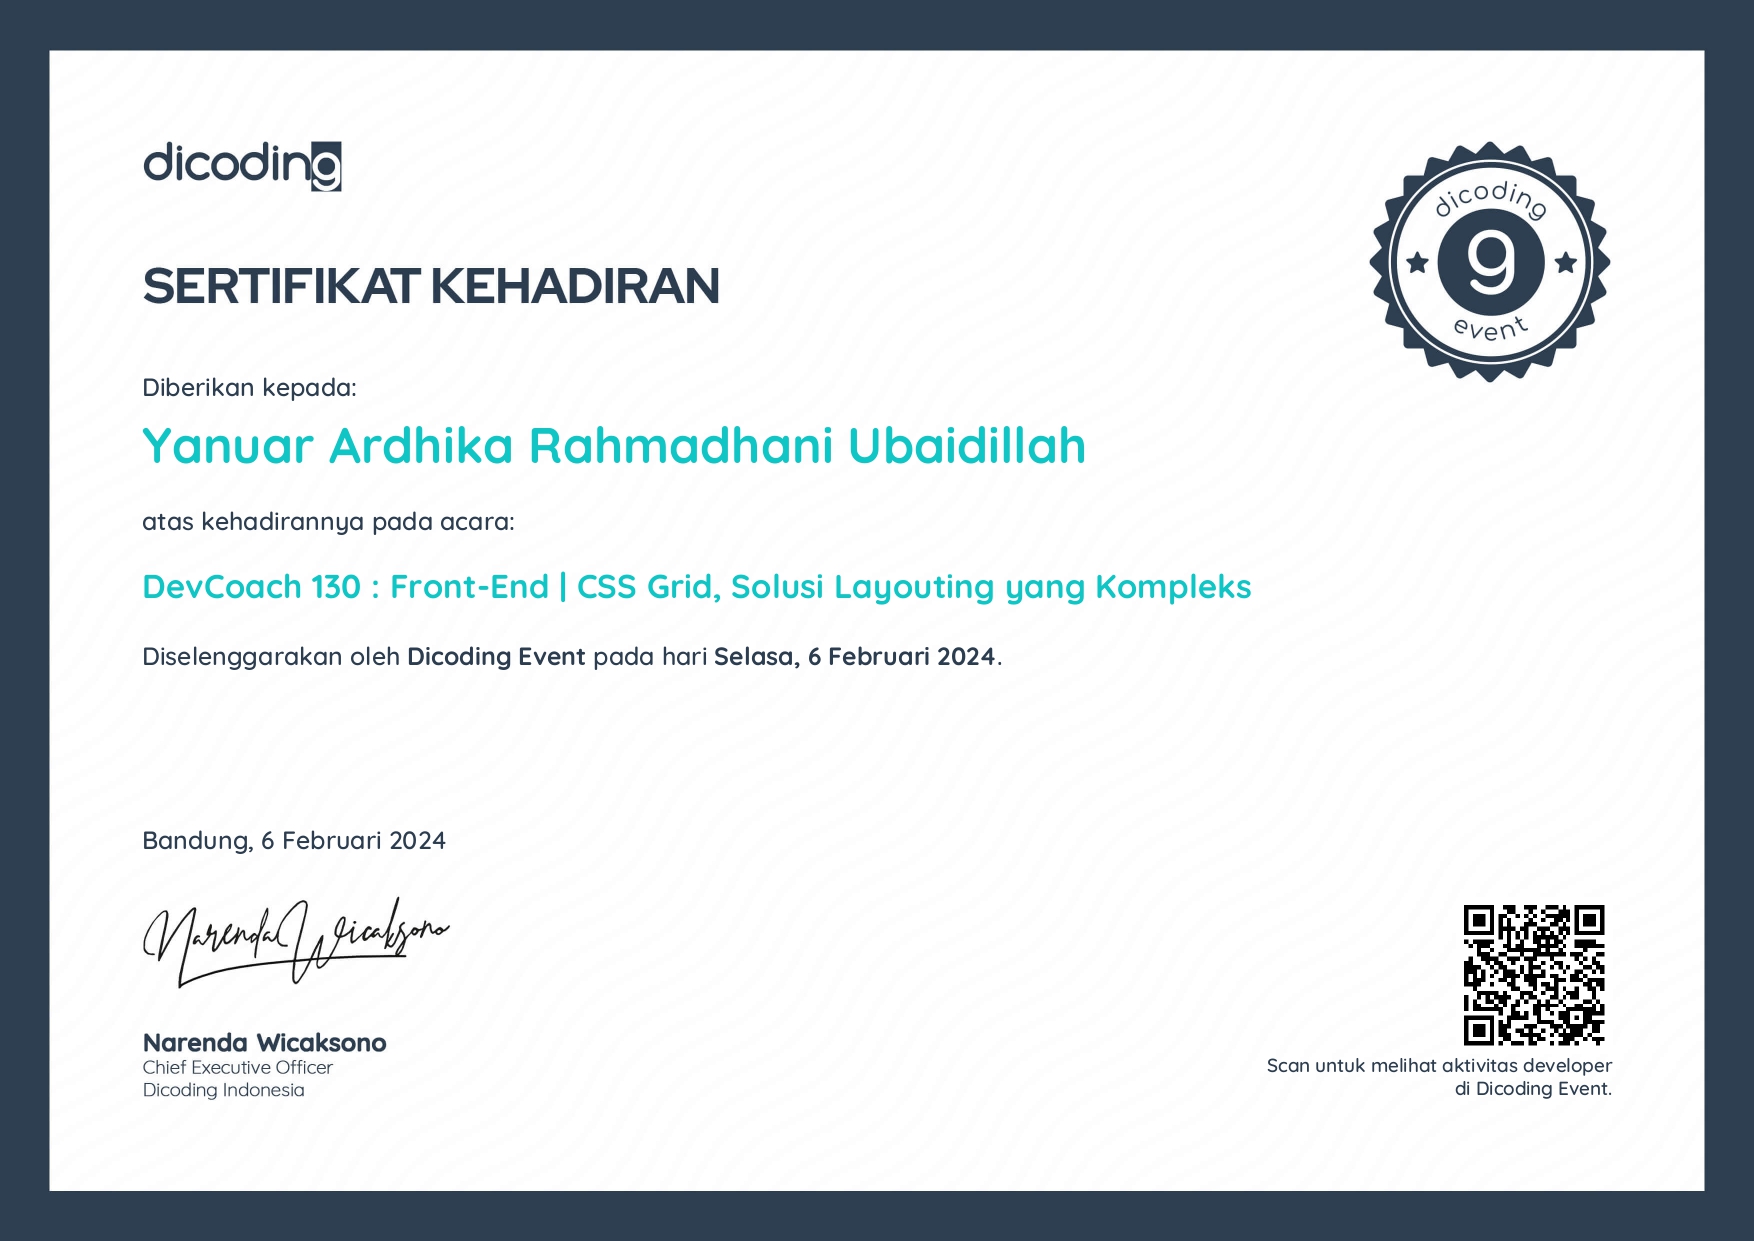 dicoding
dicoding
g
event
SERTIFIKAT KEHADIRAN
Diberikan kepada:
Yanuar Ardhika Rahmadhani Ubaidillah
atas kehadirannya pada acara:
DevCoach 130 : Front-End | CSS Grid, Solusi Layouting yang Kompleks
Diselenggarakan oleh Dicoding Event pada hari Selasa, 6 Februari 2024.
Bandung, 6 Februari 2024
Narenda Wicaksono
Narenda Wicaksono
Chief Executive Officer
Dicoding Indonesia
Scan untuk melihat aktivitas developer
di Dicoding Event.